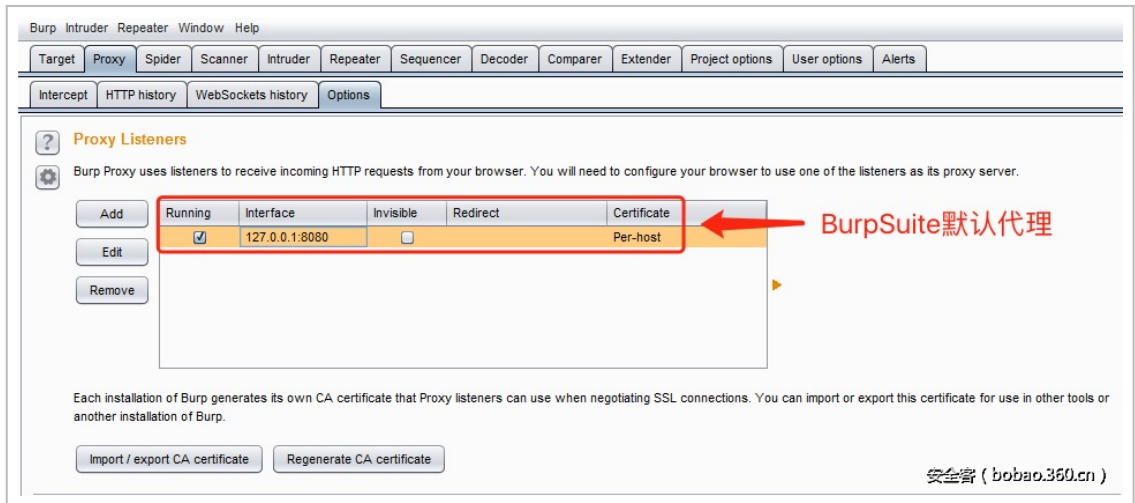 Burp Intruder Repeater Window Help
Target Proxy Spider Scanner Intruder Repeater Sequencer Decoder Comparer Extender Project options User options Alerts
Intercept HTTP history WebSockets history Options
? Proxy Listeners
Burp Proxy uses listeners to receive incoming HTTP requests from your browser. You will need to configure your browser to use one of the listeners as its proxy server.
Add Running Interface Invisible Redirect Certificate
127.0.0.1:8080 Per-host
BurpSuite默认代理
Edit
Remove
Each installation of Burp generates its own CA certificate that Proxy listeners can use when negotiating SSL connections. You can import or export this certificate for use in other tools or
another installation of Burp.
Import / export CA certificate Regenerate CA certificate
安全客 ( bobao.360.cn )